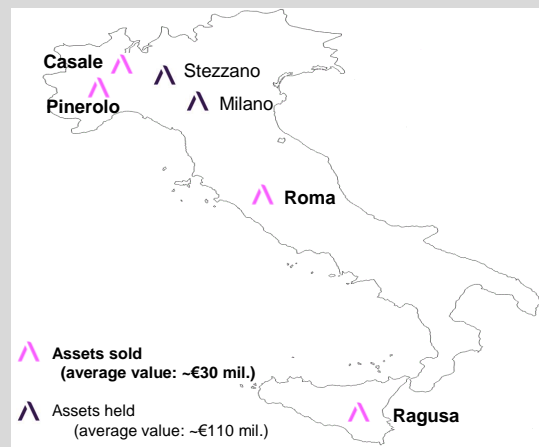 Casale
Stezzano
Pinerolo
Milano
Roma
Assets sold
(average value: ~€30 mil.)
Assets held
(average value: ~€110 mil.)
Ragusa